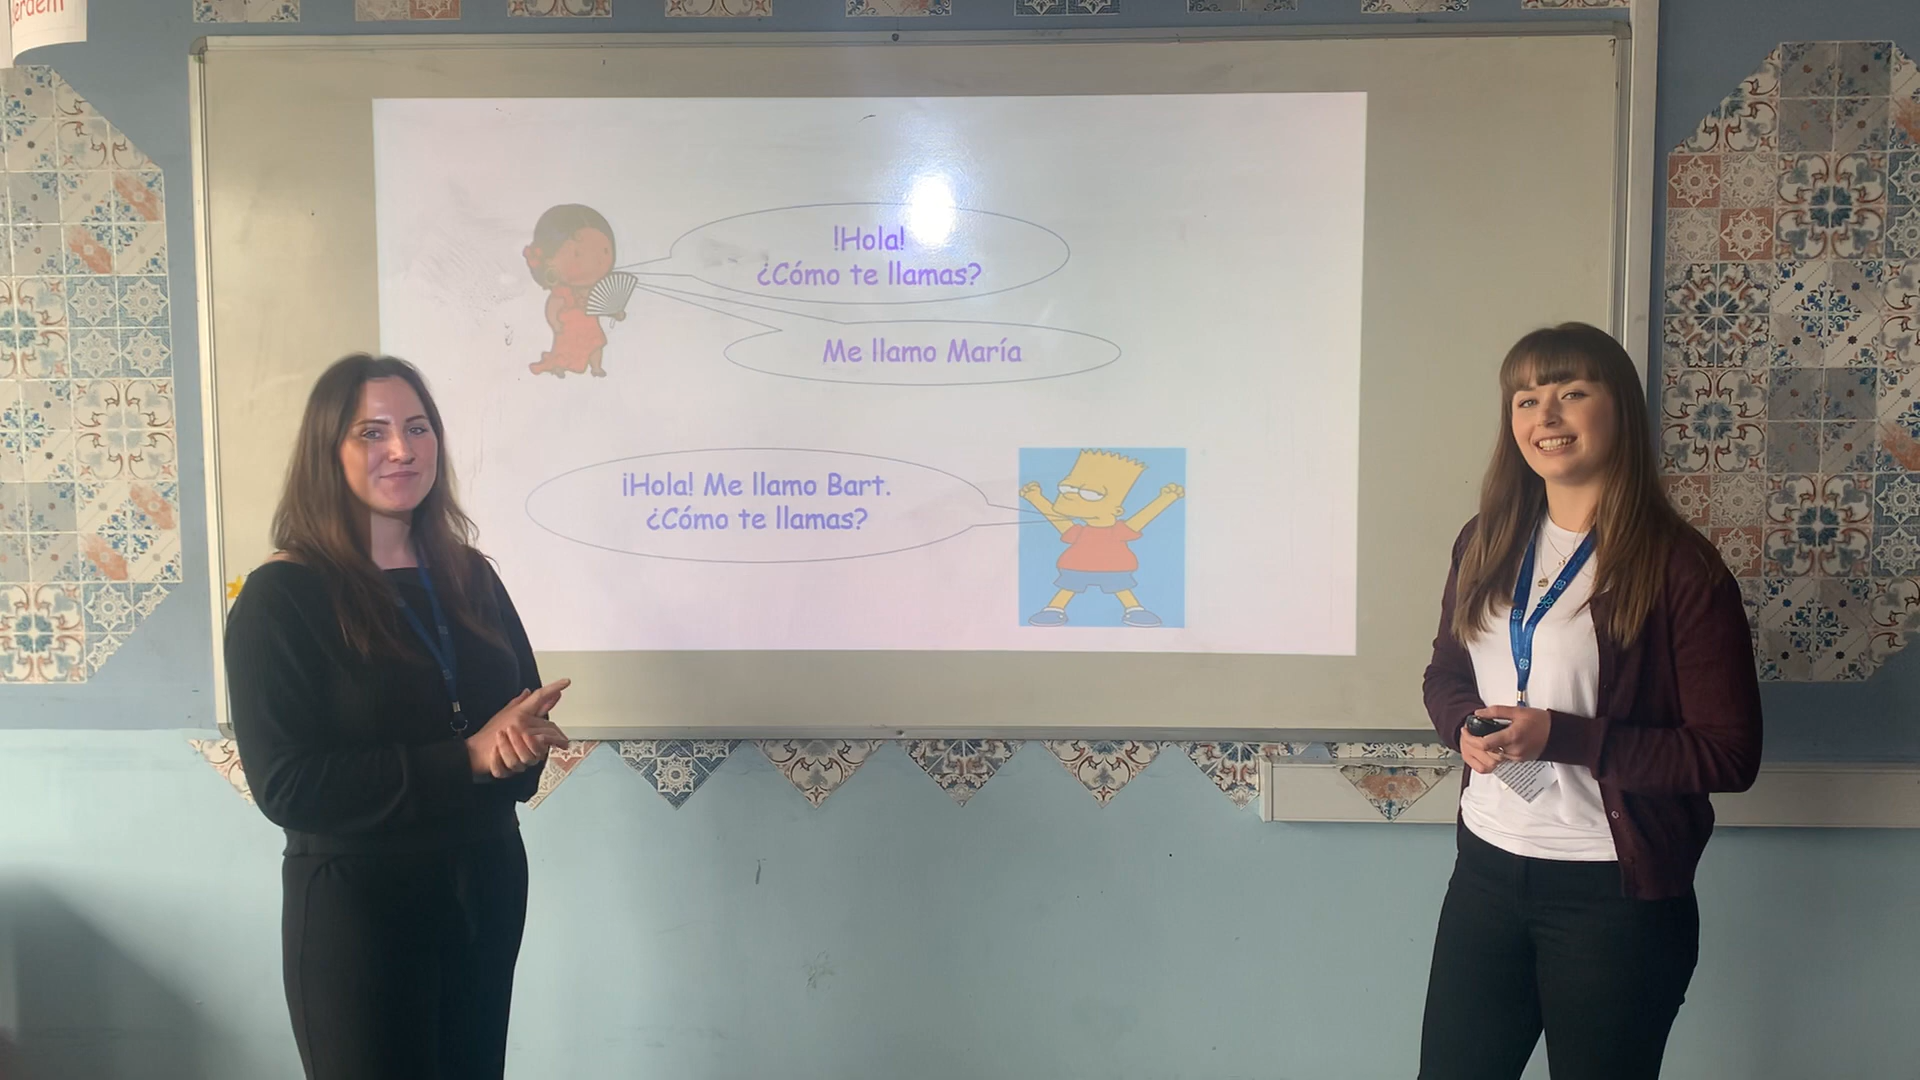 !Hola!
¿Cómo te llamas?
Me llamo María
¡Hola! Me llamo Bart.
¿Cómo te llamas?